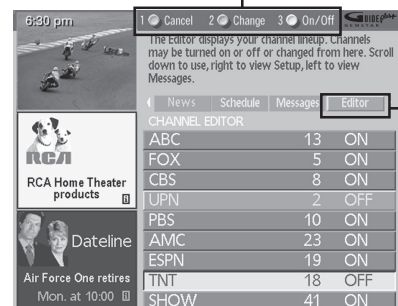 6:30 pm
1 Cancel 2 Change 3 On/Off
GUIDE Plus+
GEMSTAR
The Editor displays your channel lineup. Channels
may be turned on or off or changed from here. Scroll
down to use, right to view Setup, left to view
Messages.
News Schedule Messages Editor
CHANNEL EDITOR
ABC 13 ON
FOX 5 ON
CBS 8 ON
UPN 2 OFF
PBS 10 ON
AMC 23 ON
ESPN 19 ON
TNT 18 OFF
SHOW 41 ON
RCA
RCA Home Theater
products i
Dateline
Air Force One retires
Mon. at 10:00 i